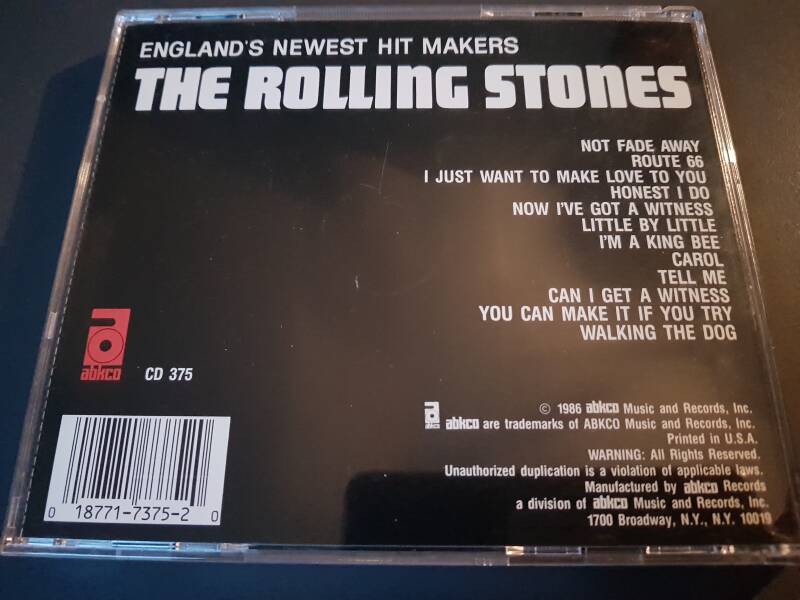 ENGLAND'S NEWEST HIT MAKERS
THE ROLLING STONES
NOT FADE AWAY
ROUTE 66
I JUST WANT TO MAKE LOVE TO YOU
HONEST I DO
NOW I'VE GOT A WITNESS
LITTLE BY LITTLE
I'M A KING BEE
CAROL
TELL ME
CAN I GET A WITNESS
YOU CAN MAKE IT IF YOU TRY
WALKING THE DOG
abkco
CD 375
0 18771-7375-2 0
© 1986 abkco Music and Records, Inc.
abkco abkco are trademarks of ABKCO Music and Records, Inc.
Printed in U.S.A.
WARNING: All Rights Reserved.
Unauthorized duplication is a violation of applicable laws.
Manufactured by abkco Records
a division of abkco Music and Records, Inc.
1700 Broadway, N.Y., N.Y. 10019